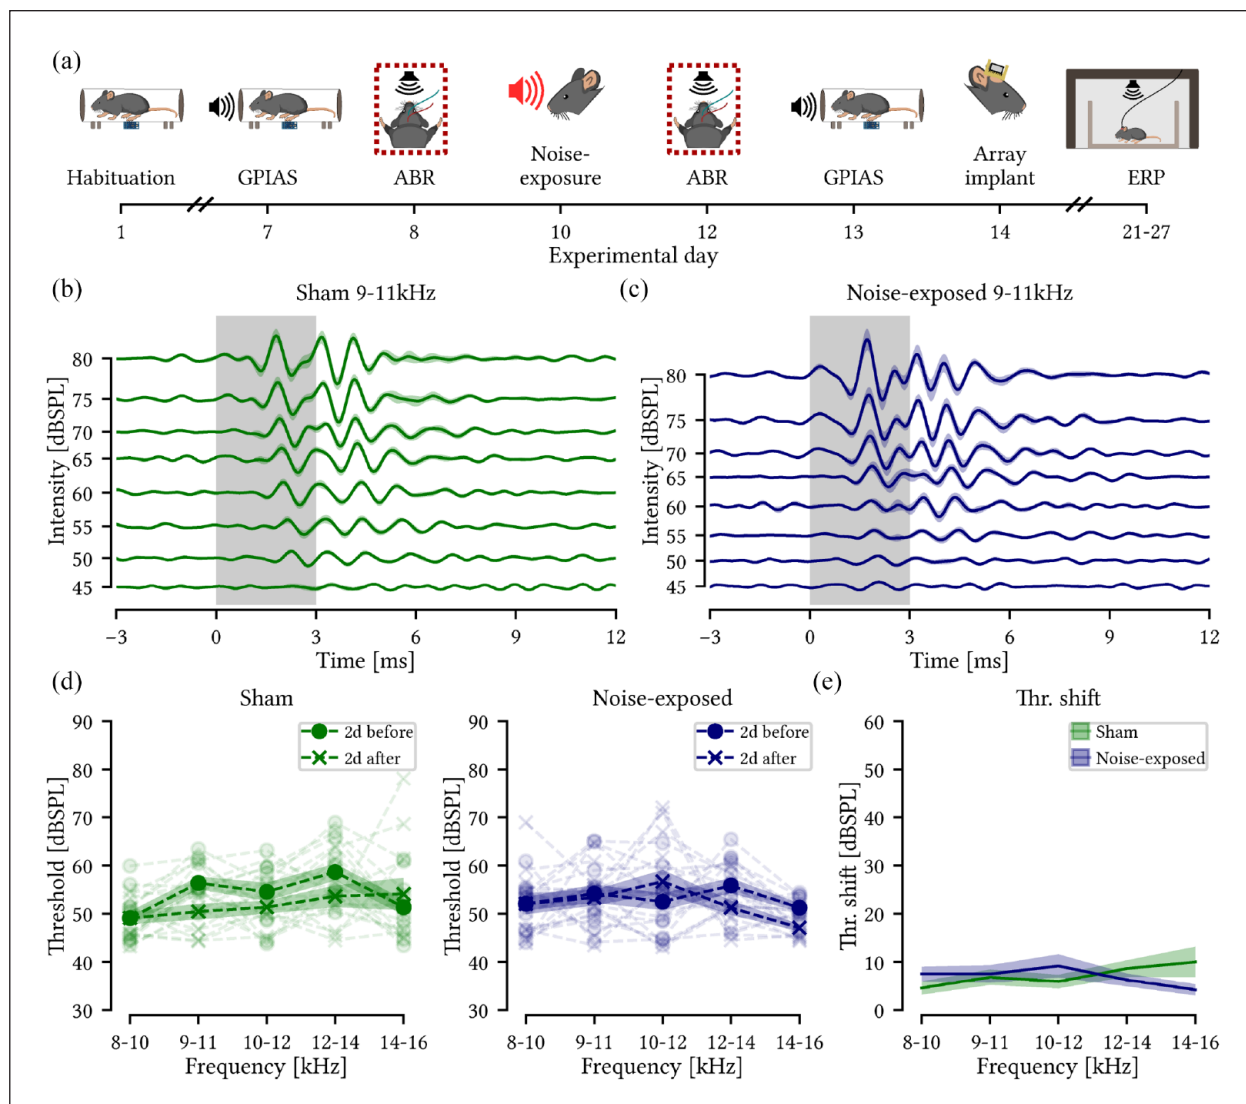 (a)
Habituation
GPIAS
ABR
Noise-
exposure
ABR
GPIAS
Array
implant
ERP
1
7
8
10
12
13
14
21-27
Experimental day
(b)
Sham 9-11kHz
Intensity [dBSPL]
80
75
70
65
60
55
50
45
−3
0
3
6
9
12
Time [ms]
(c)
Noise-exposed 9-11kHz
Intensity [dBSPL]
80
75
70
65
60
55
50
45
−3
0
3
6
9
12
Time [ms]
(d)
Sham
2d before
2d after
Threshold [dBSPL]
90
80
70
60
50
40
30
8-10
9-11
10-12
12-14
14-16
Frequency [kHz]
Noise-exposed
2d before
2d after
Threshold [dBSPL]
90
80
70
60
50
40
30
8-10
9-11
10-12
12-14
14-16
Frequency [kHz]
(e)
Thr. shift
Sham
Noise-exposed
Thr. shift [dBSPL]
60
50
40
30
20
10
0
8-10
9-11
10-12
12-14
14-16
Frequency [kHz]